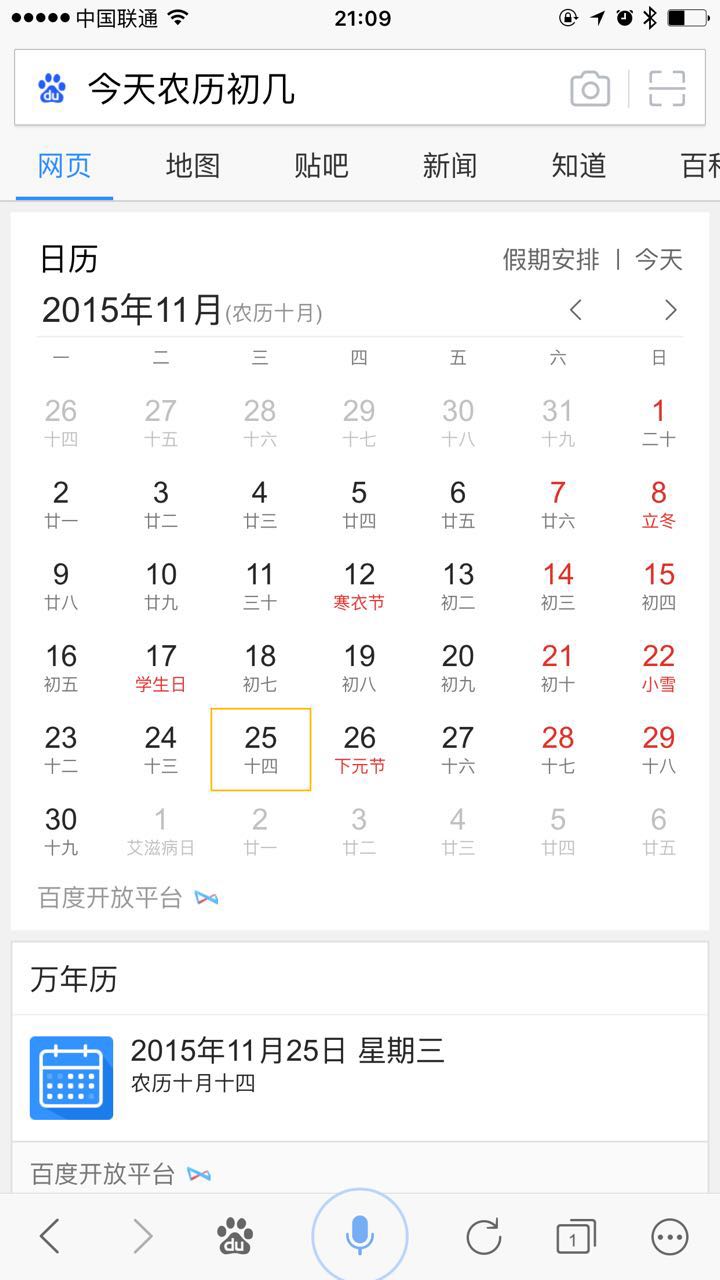 中国联通 21:09
du 今天农历初几
网页 地图 贴吧 新闻 知道
日历 假期安排 | 今天
2015年11月(农历十月)
一 二 三 四 五 六 日
26 27 28 29 30 31 1
十四 十五 十六 十七 十八 十九 二十
2 3 4 5 6 7 8
廿一 廿二 廿三 廿四 廿五 廿六 立冬
9 10 11 12 13 14 15
廿八 廿九 三十 寒衣节 初二 初三 初四
16 17 18 19 20 21 22
初五 学生日 初七 初八 初九 初十 小雪
23 24 25 26 27 28 29
十二 十三 十四 下元节 十六 十七 十八
30 1 2 3 4 5 6
十九 艾滋病日 廿一 廿二 廿三 廿四 廿五
百度开放平台
万年历
2015年11月25日 星期三
农历十月十四
百度开放平台
du 1